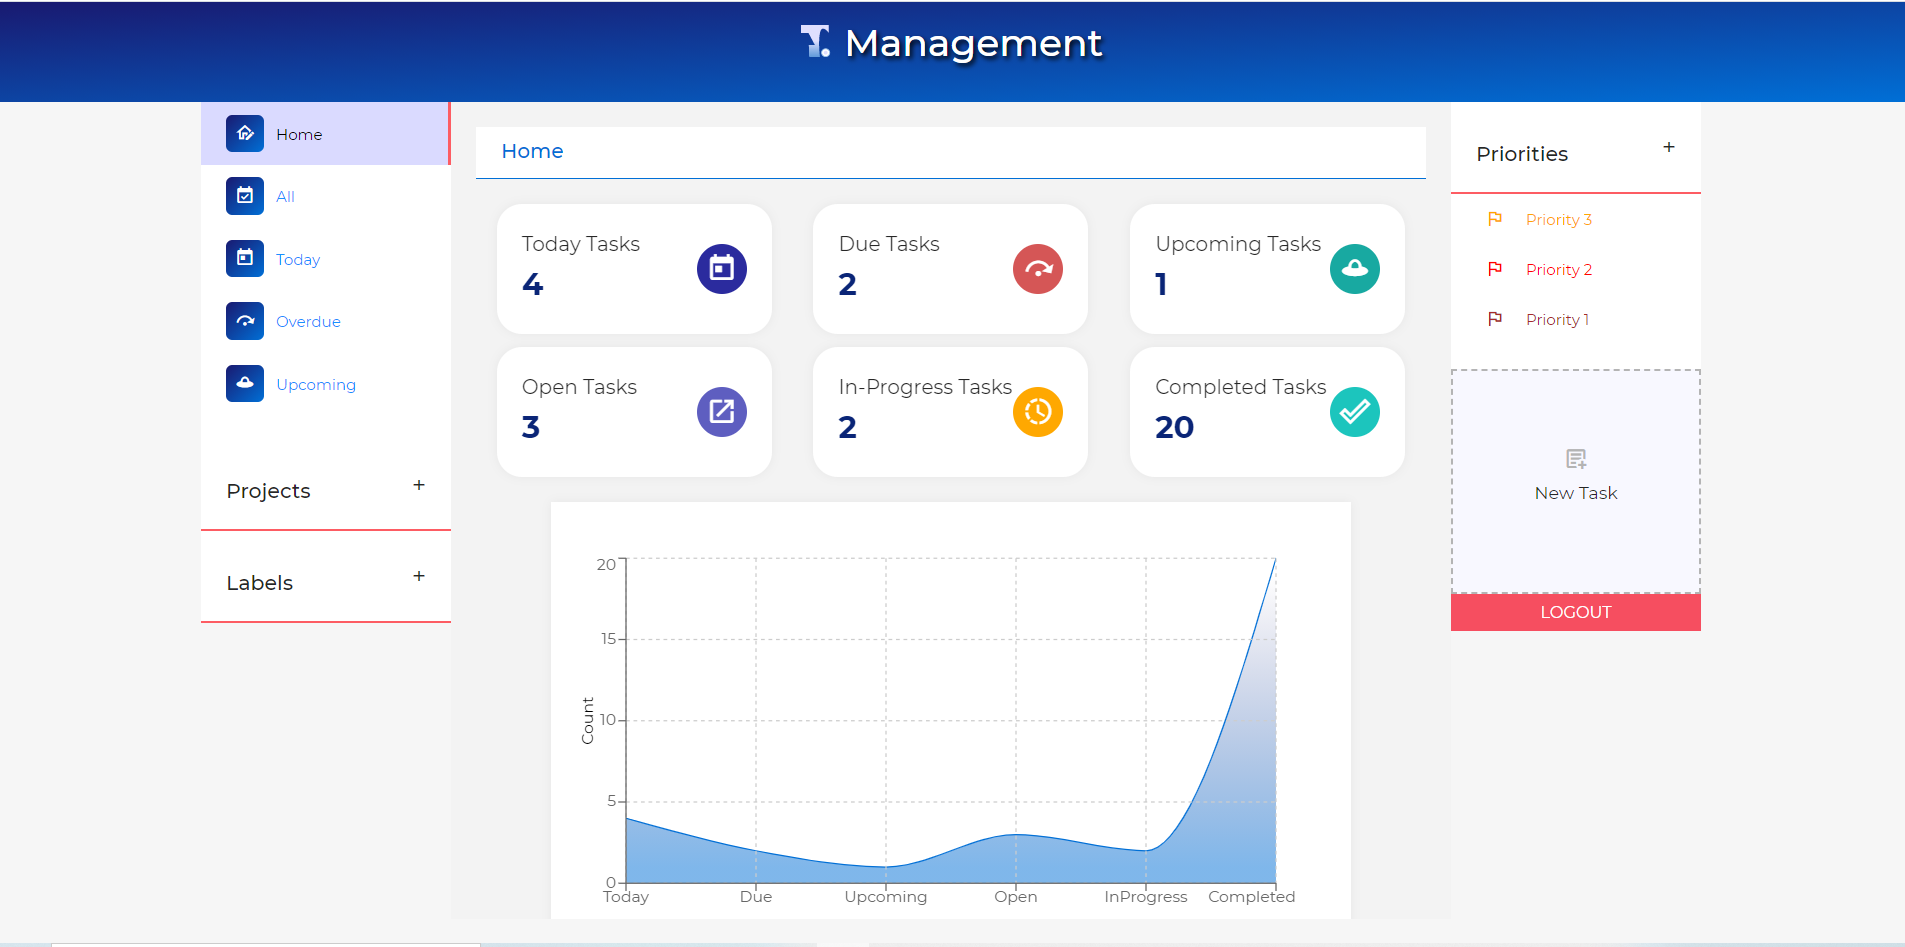 T. Management
Home
All
Today
Overdue
Upcoming
Projects +
Labels +
Home
Today Tasks
4
Due Tasks
2
Upcoming Tasks
1
Open Tasks
3
In-Progress Tasks
2
Completed Tasks
20
Count
20
15
10
5
0
Today Due Upcoming Open InProgress Completed
Priorities +
Priority 3
Priority 2
Priority 1
New Task
LOGOUT